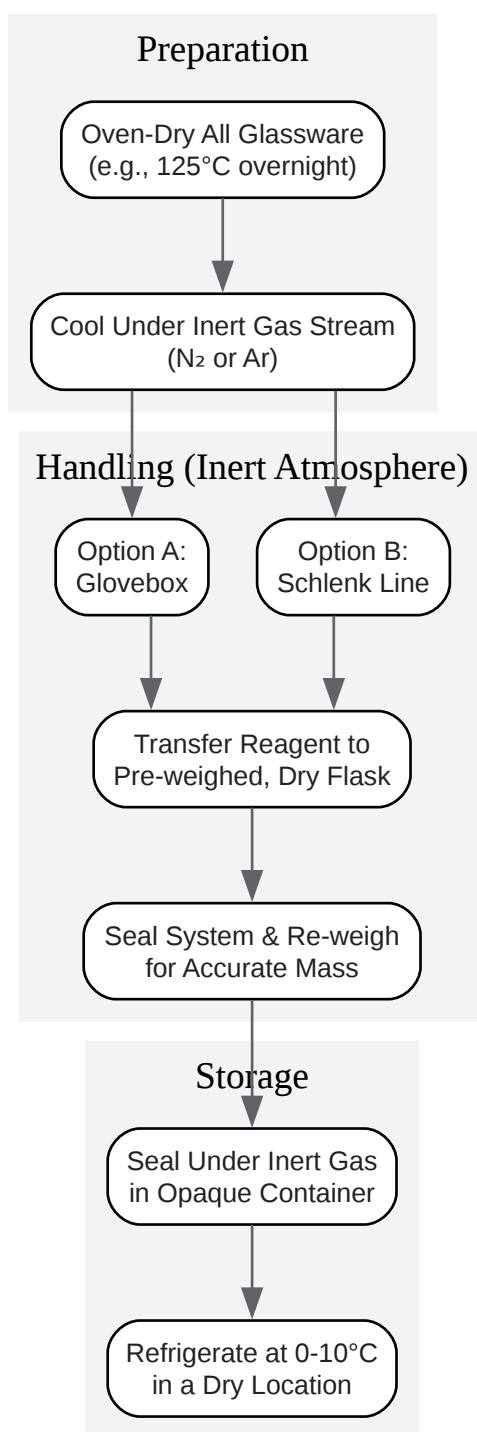 Preparation
Oven-Dry All Glassware
(e.g., 125°C overnight)
Cool Under Inert Gas Stream
(N₂ or Ar)
Handling (Inert Atmosphere)
Option A:
Glovebox
Option B:
Schlenk Line
Transfer Reagent to
Pre-weighed, Dry Flask
Seal System & Re-weigh
for Accurate Mass
Storage
Seal Under Inert Gas
in Opaque Container
Refrigerate at 0-10°C
in a Dry Location